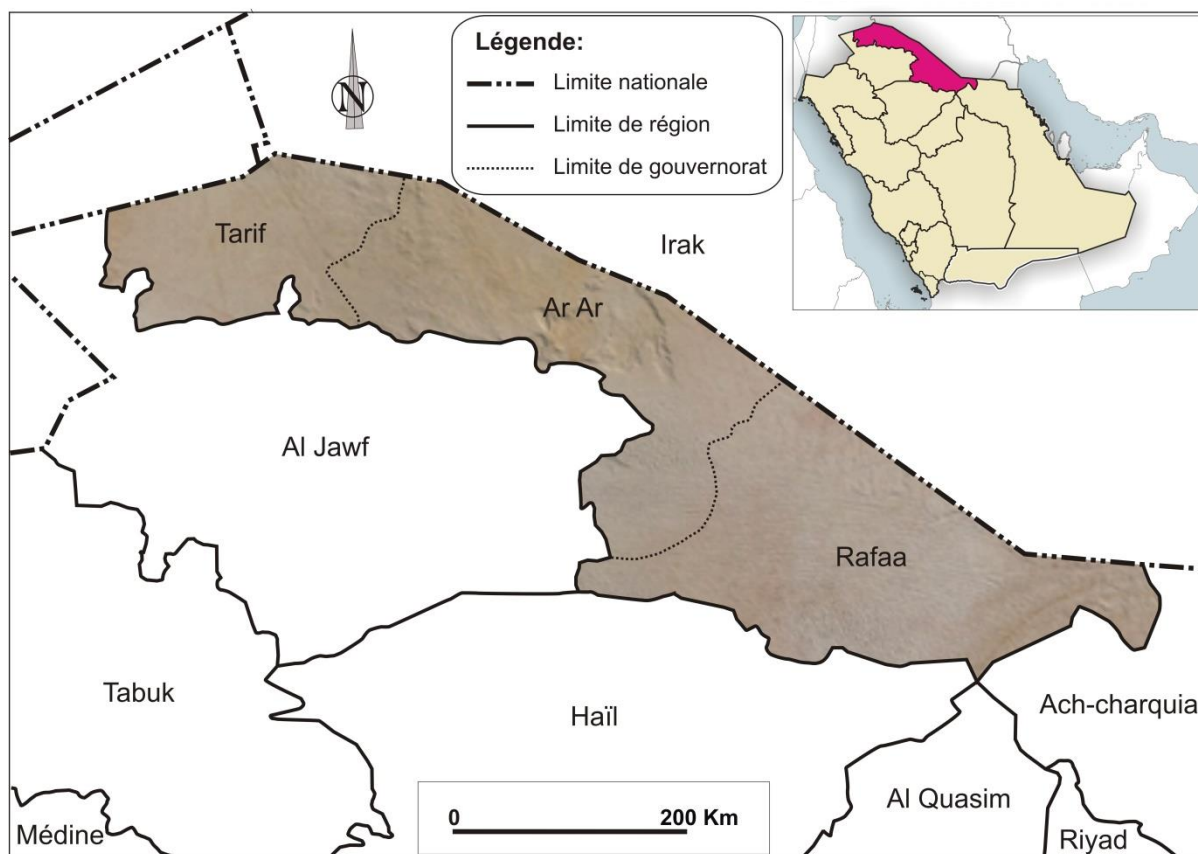 Légende:
Limite nationale
Limite de région
Limite de gouvernorat
N
Tarif
Irak
Ar Ar
Al Jawf
Rafaa
Tabuk
Haïl
Ach-charquia
Al Quasim
Médine
Riyad
0 200 Km